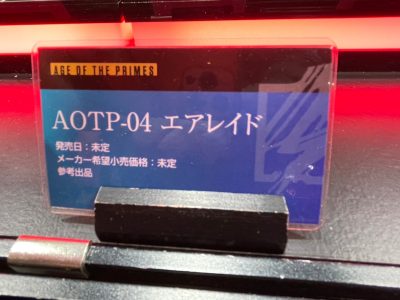 AGE OF THE PRIMES
AOTP-04 エアレイド
発売日：未定
メーカー希望小売価格：未定
参考出品